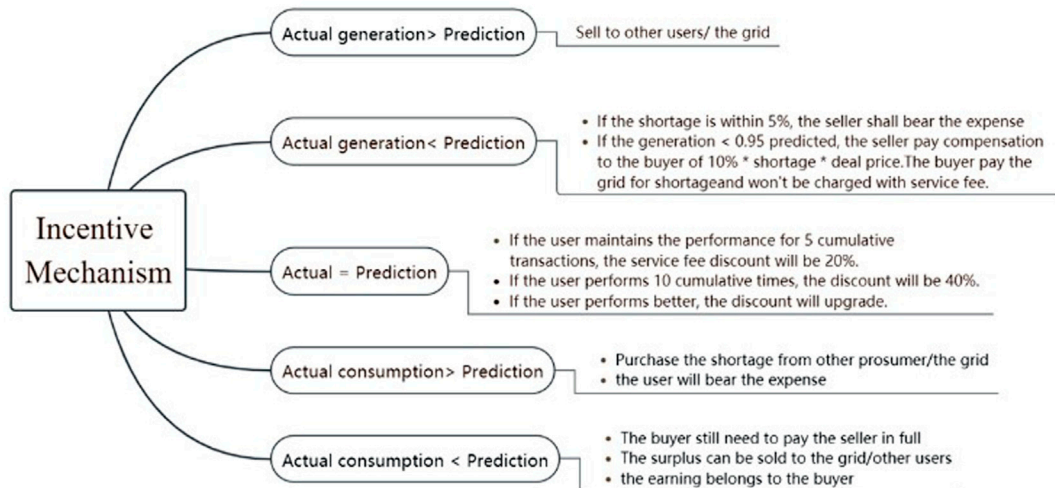 Actual generation> Prediction
Sell to other users/ the grid
Actual generation< Prediction
• If the shortage is within 5%, the seller shall bear the expense
• If the generation < 0.95 predicted, the seller pay compensation
to the buyer of 10% * shortage * deal price.The buyer pay the
grid for shortageand won't be charged with service fee.
Incentive
Mechanism
Actual = Prediction
• If the user maintains the performance for 5 cumulative
transactions, the service fee discount will be 20%.
• If the user performs 10 cumulative times, the discount will be 40%.
• If the user performs better, the discount will upgrade.
Actual consumption> Prediction
• Purchase the shortage from other prosumer/the grid
• the user will bear the expense
Actual consumption < Prediction
• The buyer still need to pay the seller in full
• The surplus can be sold to the grid/other users
• the earning belongs to the buyer